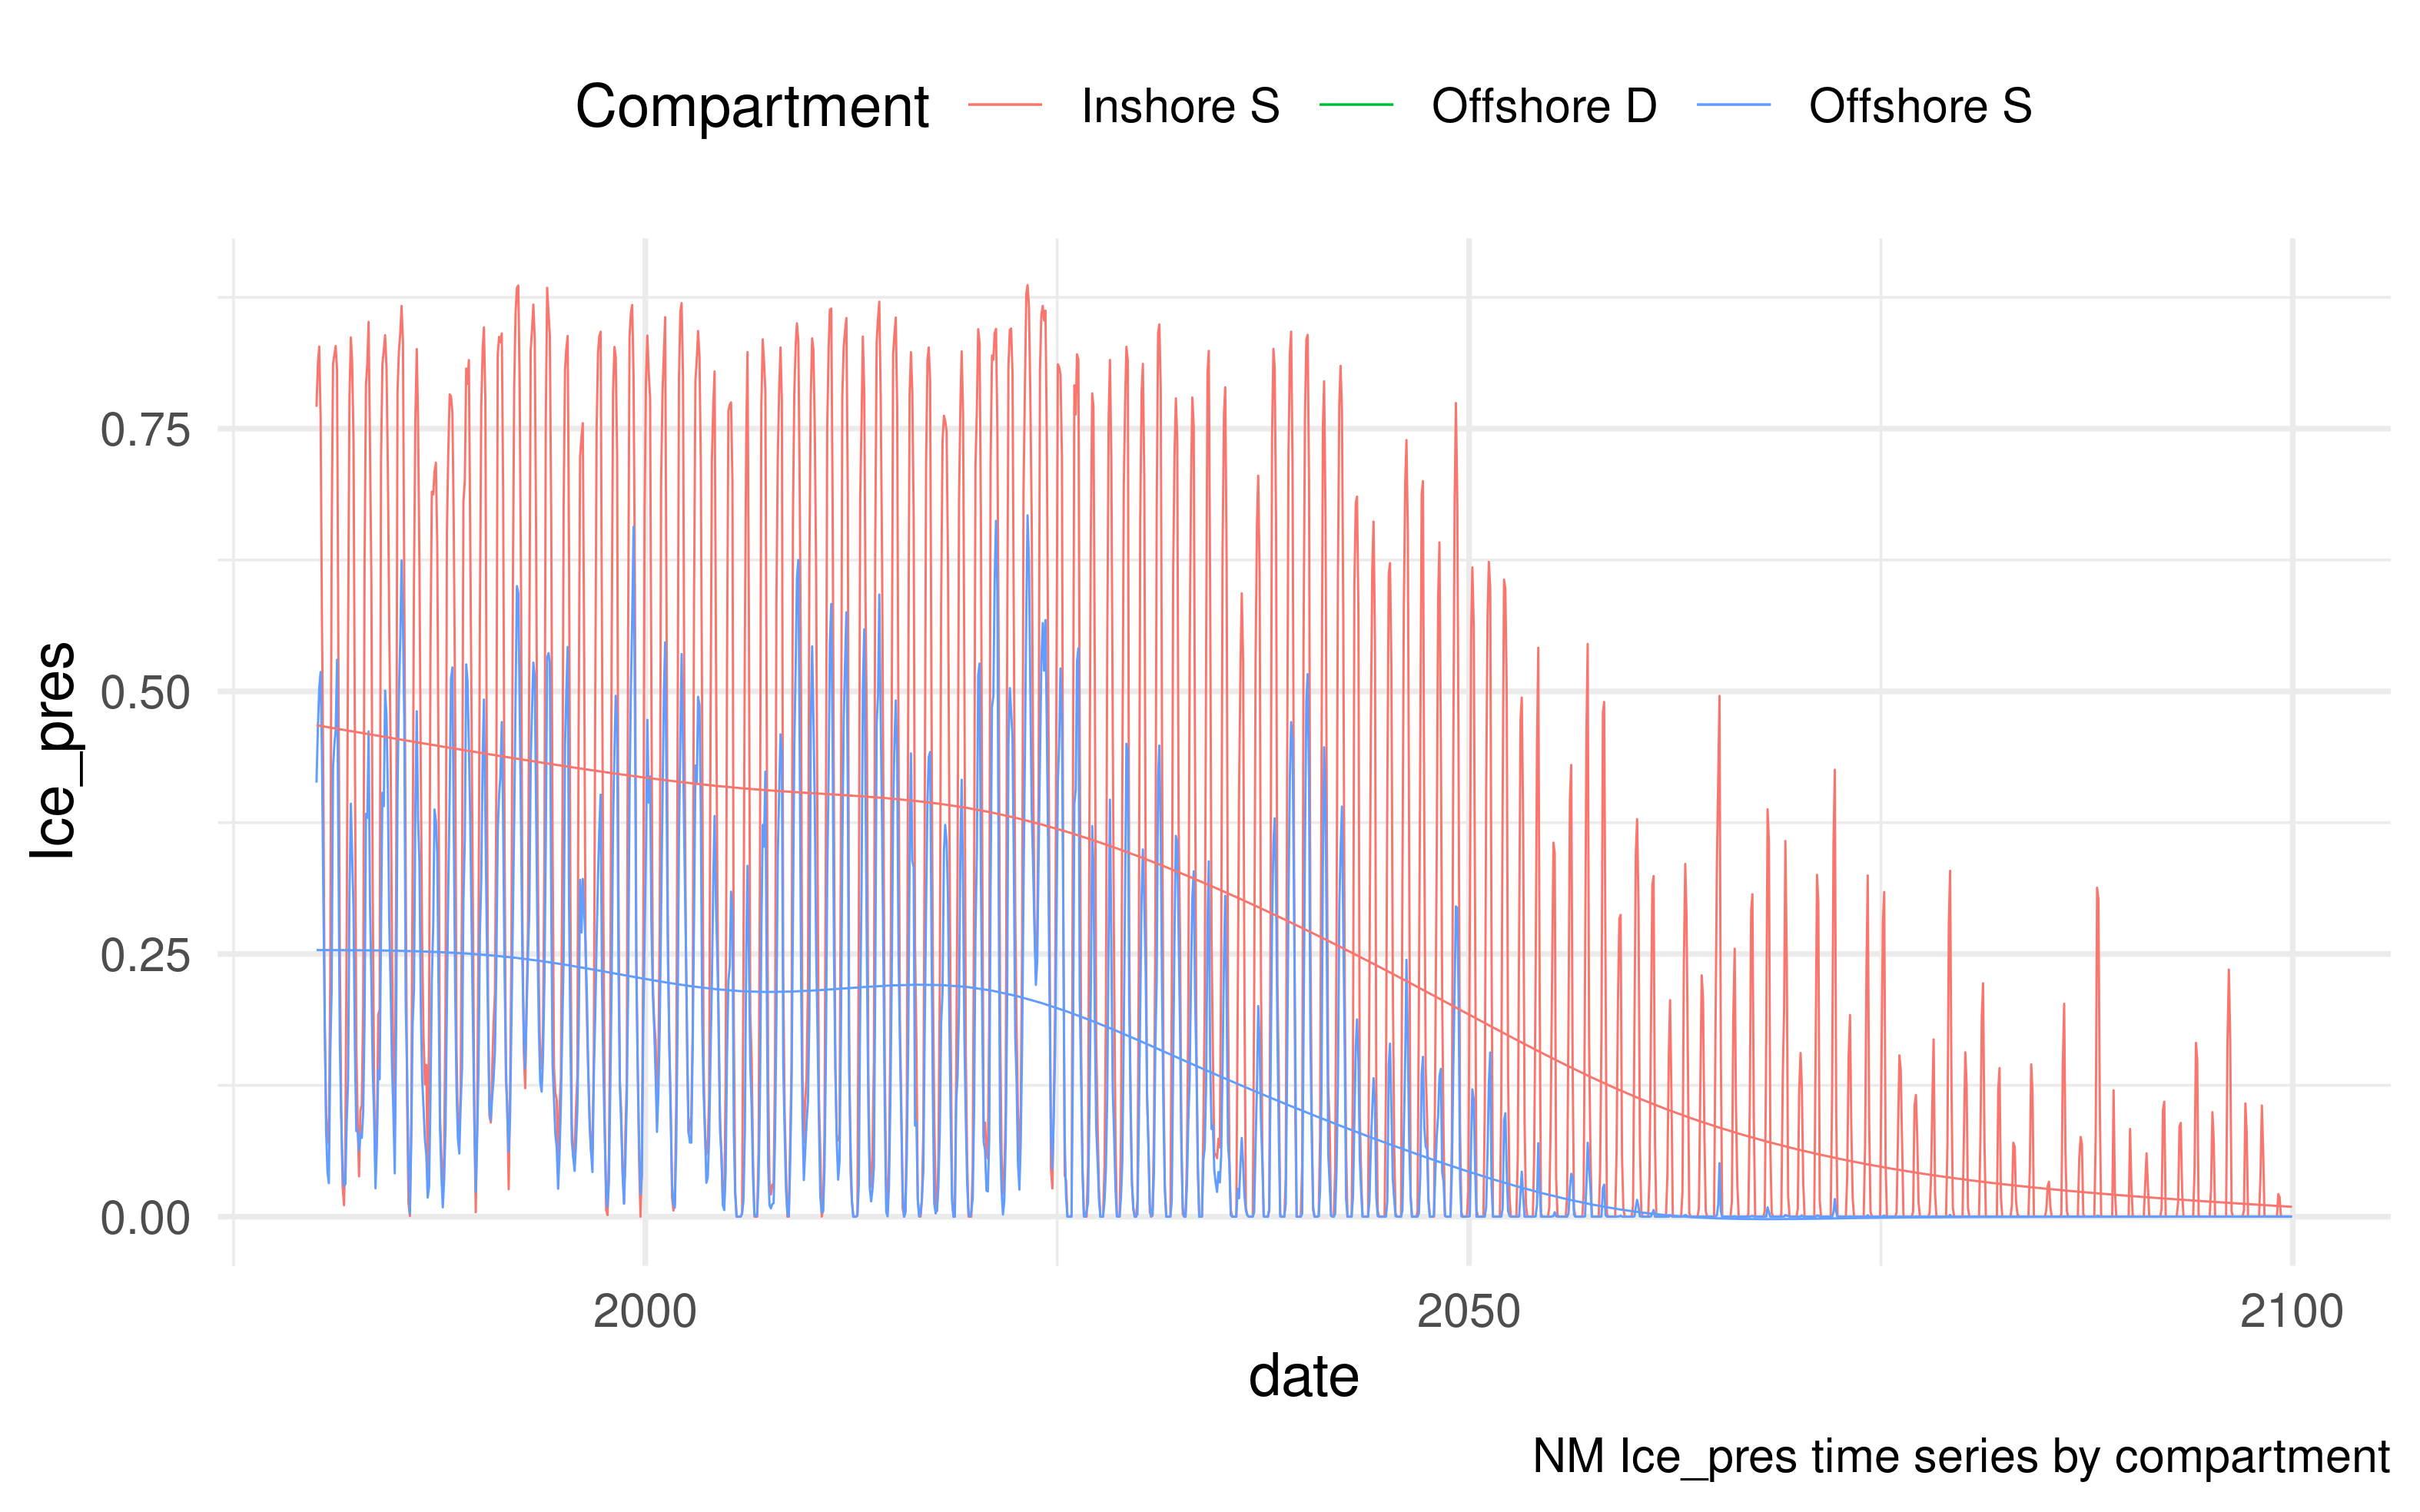 Compartment Inshore S Offshore D Offshore S
Ice_pres
0.75
0.50
0.25
0.00
2000 2050 2100
date
NM Ice_pres time series by compartment